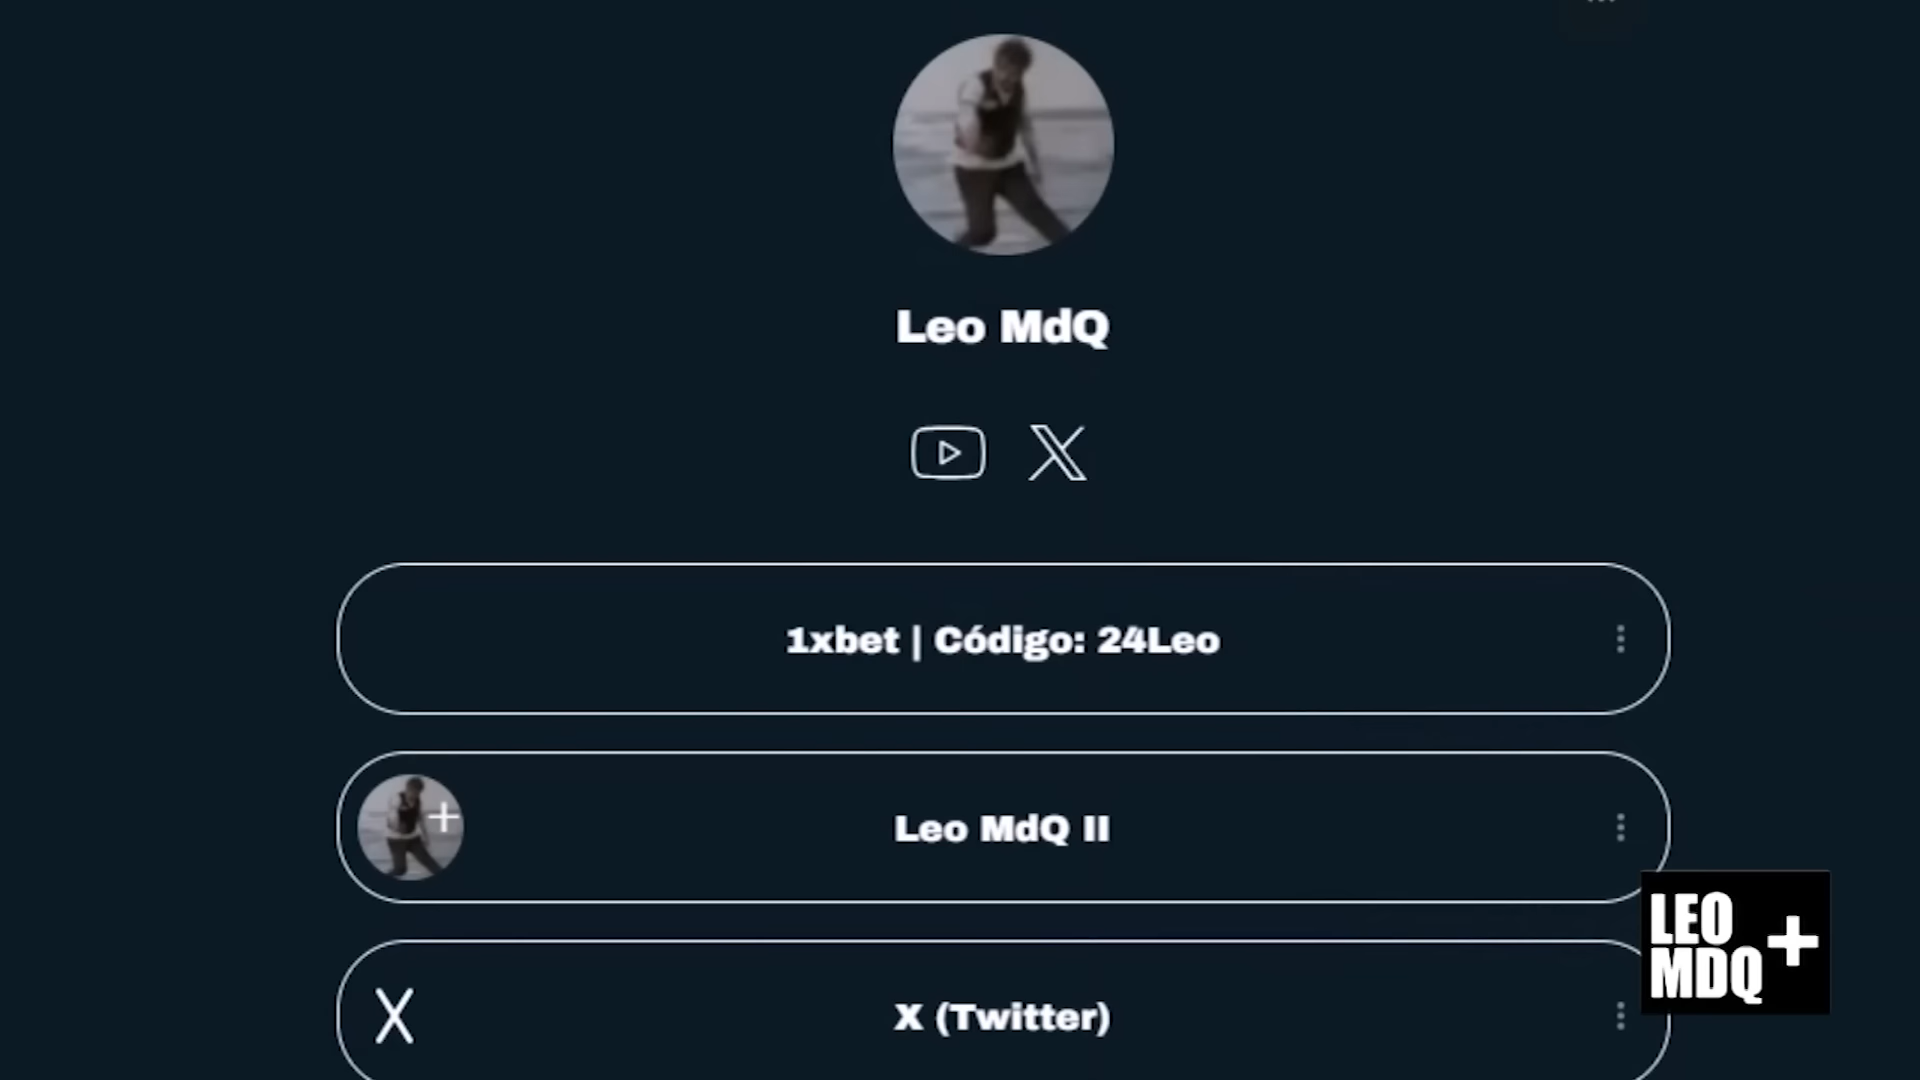 Leo MdQ
1xbet | Código: 24Leo
Leo MdQ II
X (Twitter)
LEO
MDQ+